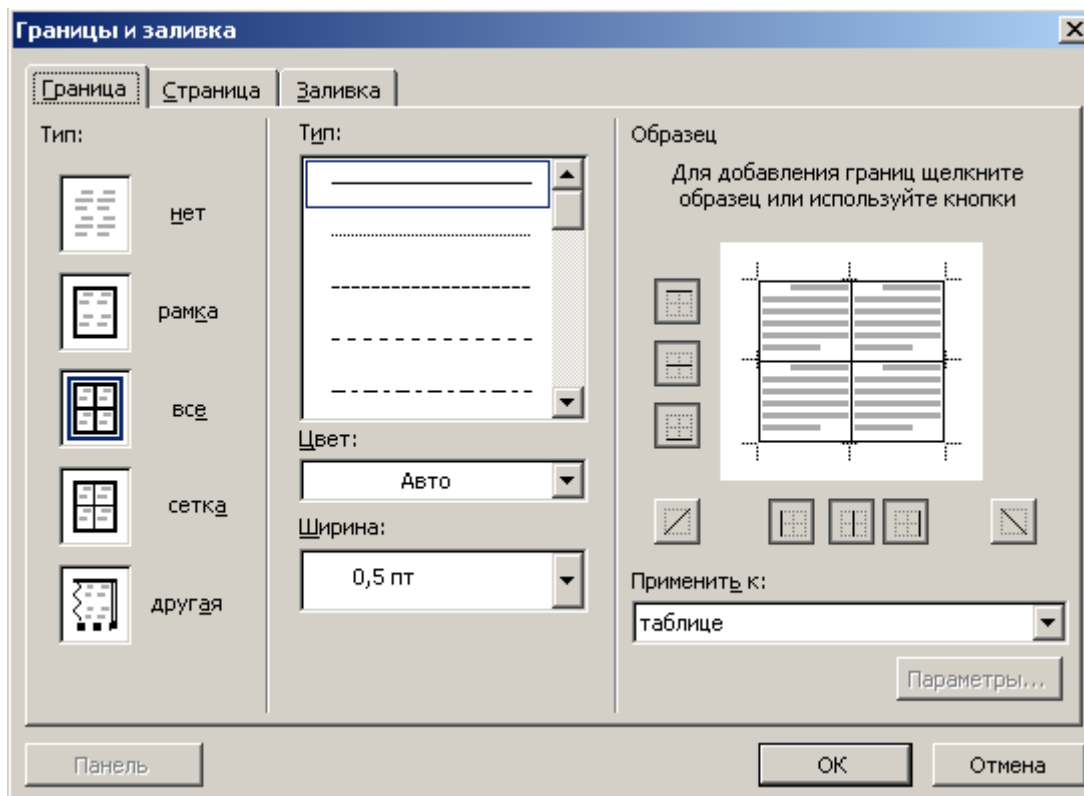 Границы и заливка
Граница
Страница
Заливка
Тип:
нет
рамка
все
сетка
другая
Тип:
Цвет:
Авто
Ширина:
0,5 пт
Образец
Для добавления границ щелкните
образец или используйте кнопки
Применить к:
таблице
Параметры...
Панель
ОК
Отмена